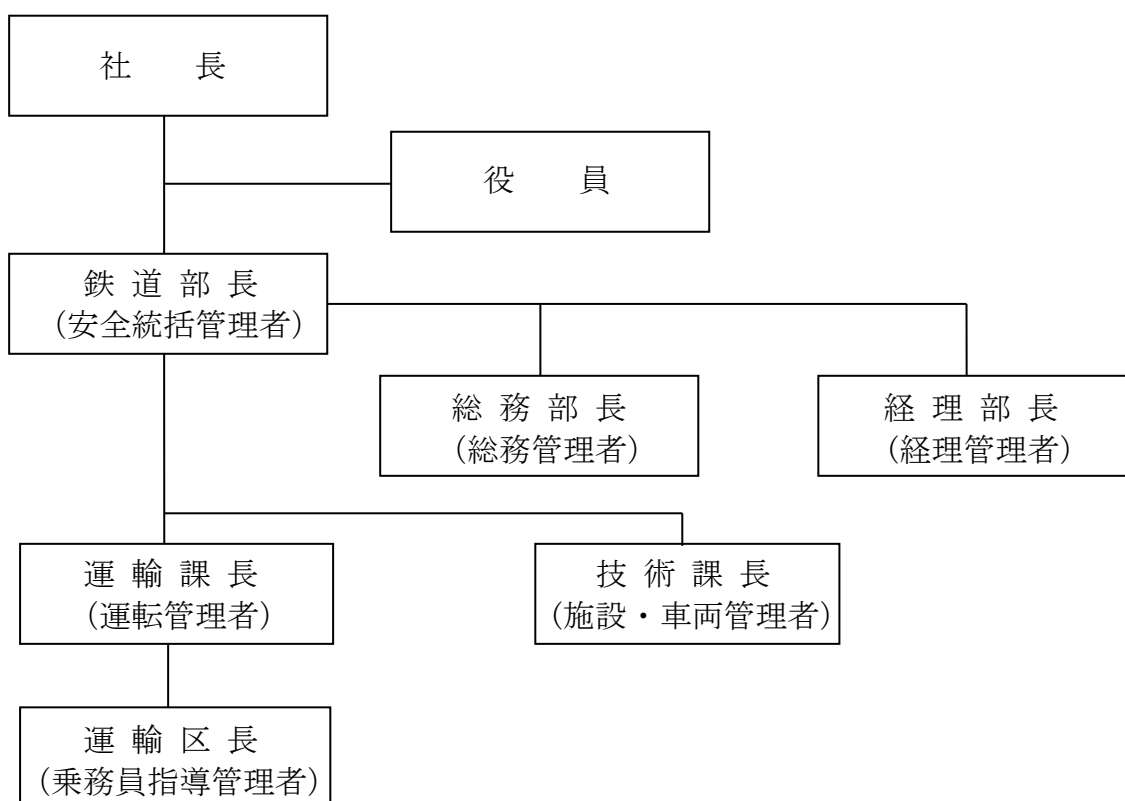 社 長
役 員
鉄 道 部 長
(安全統括管理者)
総 務 部 長
(総務管理者)
経 理 部 長
(経理管理者)
運 輸 課 長
(運転管理者)
技 術 課 長
(施設・車両管理者)
運 輸 区 長
(乗務員指導管理者)